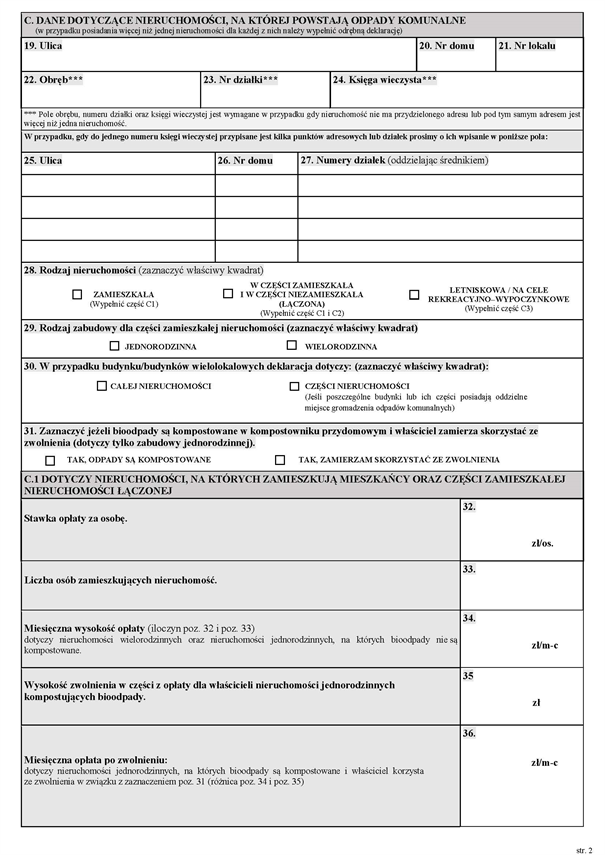 C. DANE DOTYCZĄCE NIERUCHOMOŚCI, NA KTÓREJ POWSTAJĄ ODPADY KOMUNALNE
(w przypadku posiadania więcej niż jednej nieruchomości dla każdej z nich należy wypełnić odrębną deklarację)
19. Ulica 20. Nr domu 21. Nr lokalu
22. Obręb*** 23. Nr działki*** 24. Księga wieczysta***
*** Pole obrębu, numeru działki oraz księgi wieczystej jest wymagane w przypadku gdy nieruchomość nie ma przydzielonego adresu lub pod tym samym adresem jest
więcej niż jedna nieruchomość.
W przypadku, gdy do jednego numeru księgi wieczystej przypisane jest kilka punktów adresowych lub działek prosimy o ich wpisanie w poniższe pola:
25. Ulica 26. Nr domu 27. Numery działek (oddzielając średnikiem)
28. Rodzaj nieruchomości (zaznaczyć właściwy kwadrat)
ZAMIESZKAŁA
(Wypełnić część C1)
W CZĘŚCI ZAMIESZKAŁA
I W CZĘŚCI NIEZAMIESZKAŁA
(ŁĄCZONA)
(Wypełnić część C1 i C2)
LETNISKOWA / NA CELE
REKREACYJNO–WYPOCZYNKOWE
(Wypełnić część C3)
29. Rodzaj zabudowy dla części zamieszkałej nieruchomości (zaznaczyć właściwy kwadrat)
JEDNORODZINNA WIELORODZINNA
30. W przypadku budynku/budynków wielolokalowych deklaracja dotyczy: (zaznaczyć właściwy kwadrat):
CAŁEJ NIERUCHOMOŚCI CZĘŚCI NIERUCHOMOŚCI
(Jeśli poszczególne budynki lub ich części posiadają oddzielne
miejsce gromadzenia odpadów komunalnych)
31. Zaznaczyć jeżeli bioodpady są kompostowane w kompostowniku przydomowym i właściciel zamierza skorzystać ze
zwolnienia (dotyczy tylko zabudowy jednorodzinnej).
TAK, ODPADY SĄ KOMPOSTOWANE TAK, ZAMIERZAM SKORZYSTAĆ ZE ZWOLNIENIA
C.1 DOTYCZY NIERUCHOMOŚCI, NA KTÓRYCH ZAMIESZKUJĄ MIESZKAŃCY ORAZ CZĘŚCI ZAMIESZKAŁEJ
NIERUCHOMOŚCI ŁĄCZONEJ
Stawka opłaty za osobę.
32.
zł/os.
Liczba osób zamieszkujących nieruchomość.
33.
Miesięczna wysokość opłaty (iloczyn poz. 32 i poz. 33)
dotyczy nieruchomości wielorodzinnych oraz nieruchomości jednorodzinnych, na których bioodpady nie są
kompostowane.
34.
zł/m-c
Wysokość zwolnienia w części z opłaty dla właścicieli nieruchomości jednorodzinnych
kompostujących bioodpady.
35
zł
Miesięczna opłata po zwolnieniu:
dotyczy nieruchomości jednorodzinnych, na których bioodpady są kompostowane i właściciel korzysta
ze zwolnienia w związku z zaznaczeniem poz. 31 (różnica poz. 34 i poz. 35)
36.
zł/m-c
str. 2